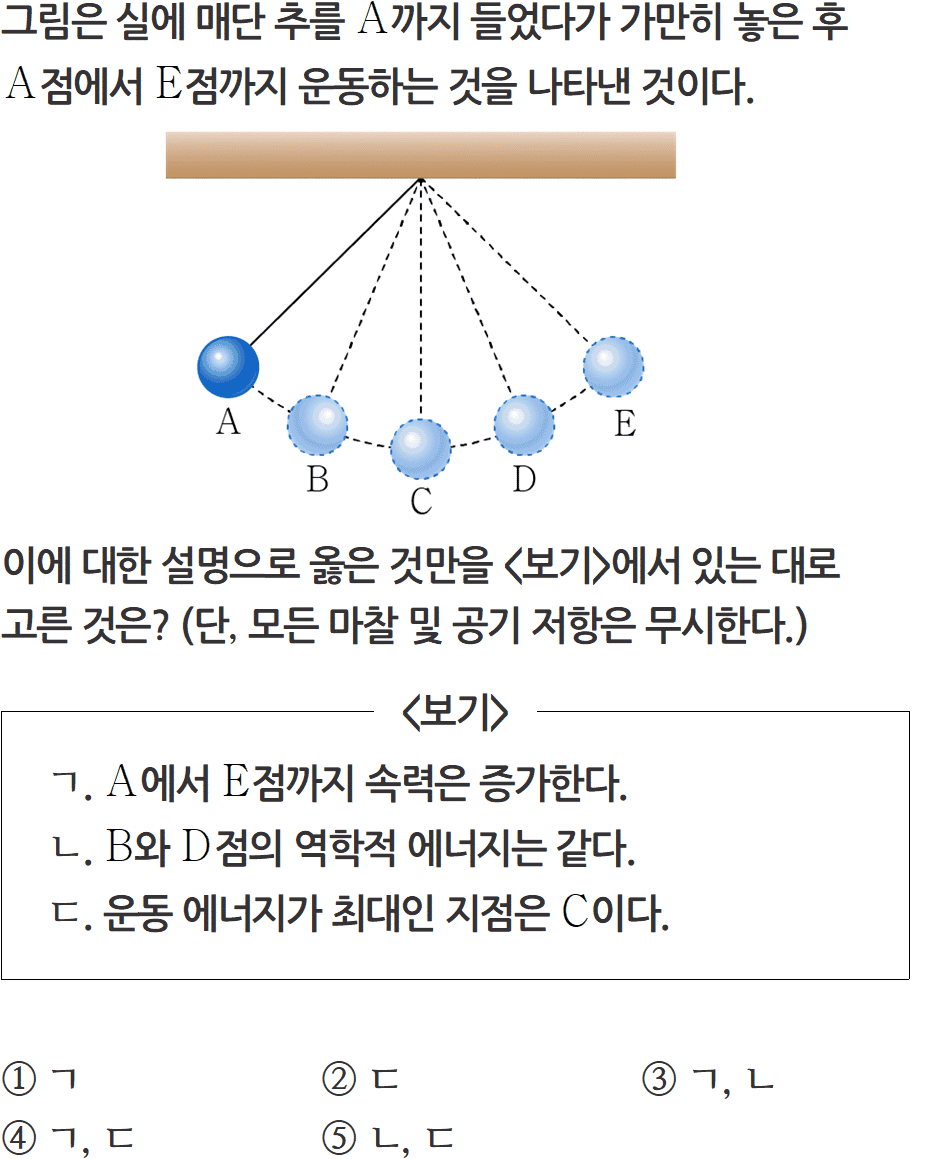 그림은 실에 매단 추를 A까지 들었다가 가만히 놓은 후
A점에서 E점까지 운동하는 것을 나타낸 것이다.
A
B
C
D
E
이에 대한 설명으로 옳은 것만을 <보기>에서 있는 대로
고른 것은? (단, 모든 마찰 및 공기 저항은 무시한다.)
<보기>
ㄱ. A에서 E점까지 속력은 증가한다.
ㄴ. B와 D점의 역학적 에너지는 같다.
ㄷ. 운동 에너지가 최대인 지점은 C이다.
① ㄱ ② ㄷ ③ ㄱ, ㄴ
④ ㄱ, ㄷ ⑤ ㄴ, ㄷ